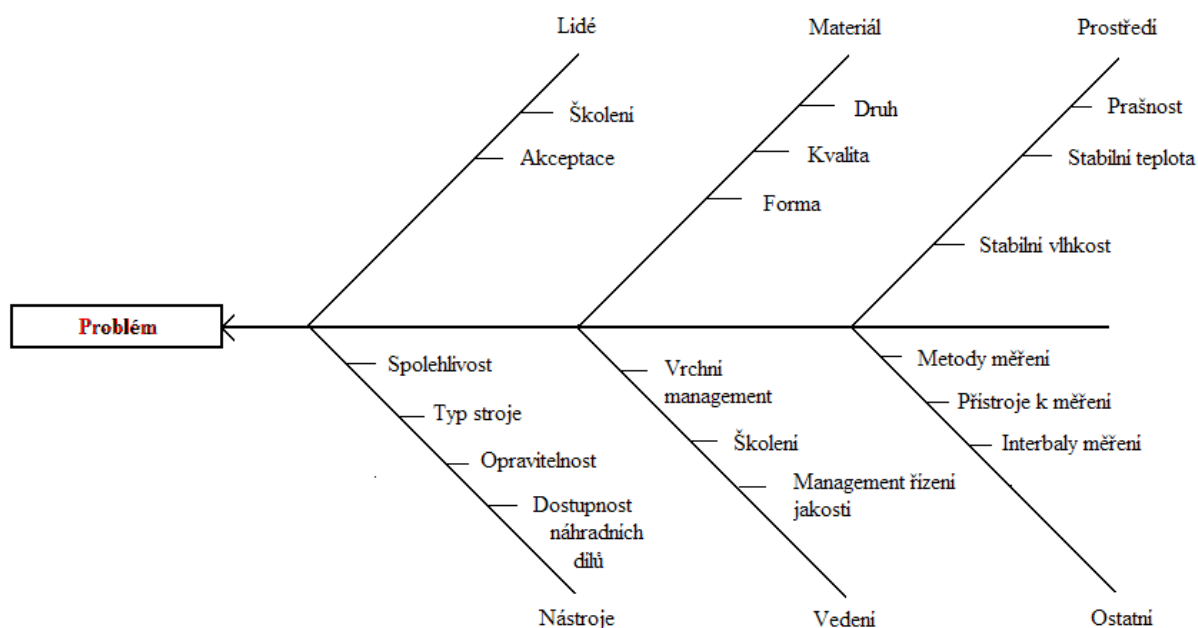 Lidé
Materiál
Prostředí
Školení
Akceptace
Druh
Kvalita
Forma
Prašnost
Stabilní teplota
Stabilní vlhkost
Problém
Spolehlivost
Typ stroje
Opravitelnost
Dostupnost
náhradních
dílů
Vrchní
management
Školení
Management řízení
jakosti
Metody měření
Přístroje k měření
Interbaly měření
Nástroje
Vedení
Ostatní